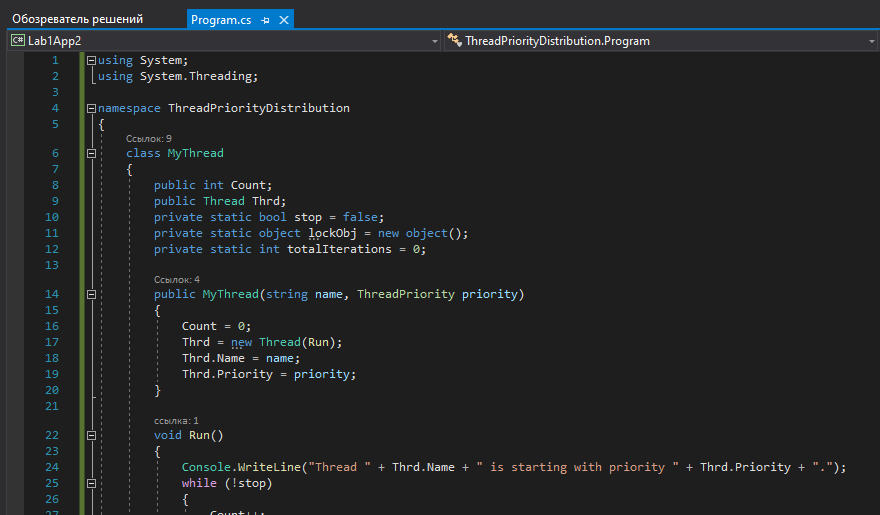 Обозреватель решений
Program.cs
C# Lab1App2
ThreadPriorityDistribution.Program
1 using System;
2 using System.Threading;
3
4 namespace ThreadPriorityDistribution
5 {
Ссылок: 9
6 class MyThread
7 {
8 public int Count;
9 public Thread Thrd;
10 private static bool stop = false;
11 private static object lockObj = new object();
12 private static int totalIterations = 0;
13
Ссылок: 4
14 public MyThread(string name, ThreadPriority priority)
15 {
16 Count = 0;
17 Thrd = new Thread(Run);
18 Thrd.Name = name;
19 Thrd.Priority = priority;
20 }
21
ссылка: 1
22 void Run()
23 {
24 Console.WriteLine("Thread " + Thrd.Name + " is starting with priority " + Thrd.Priority + ".");
25 while (!stop)
26 {
27 Count++;